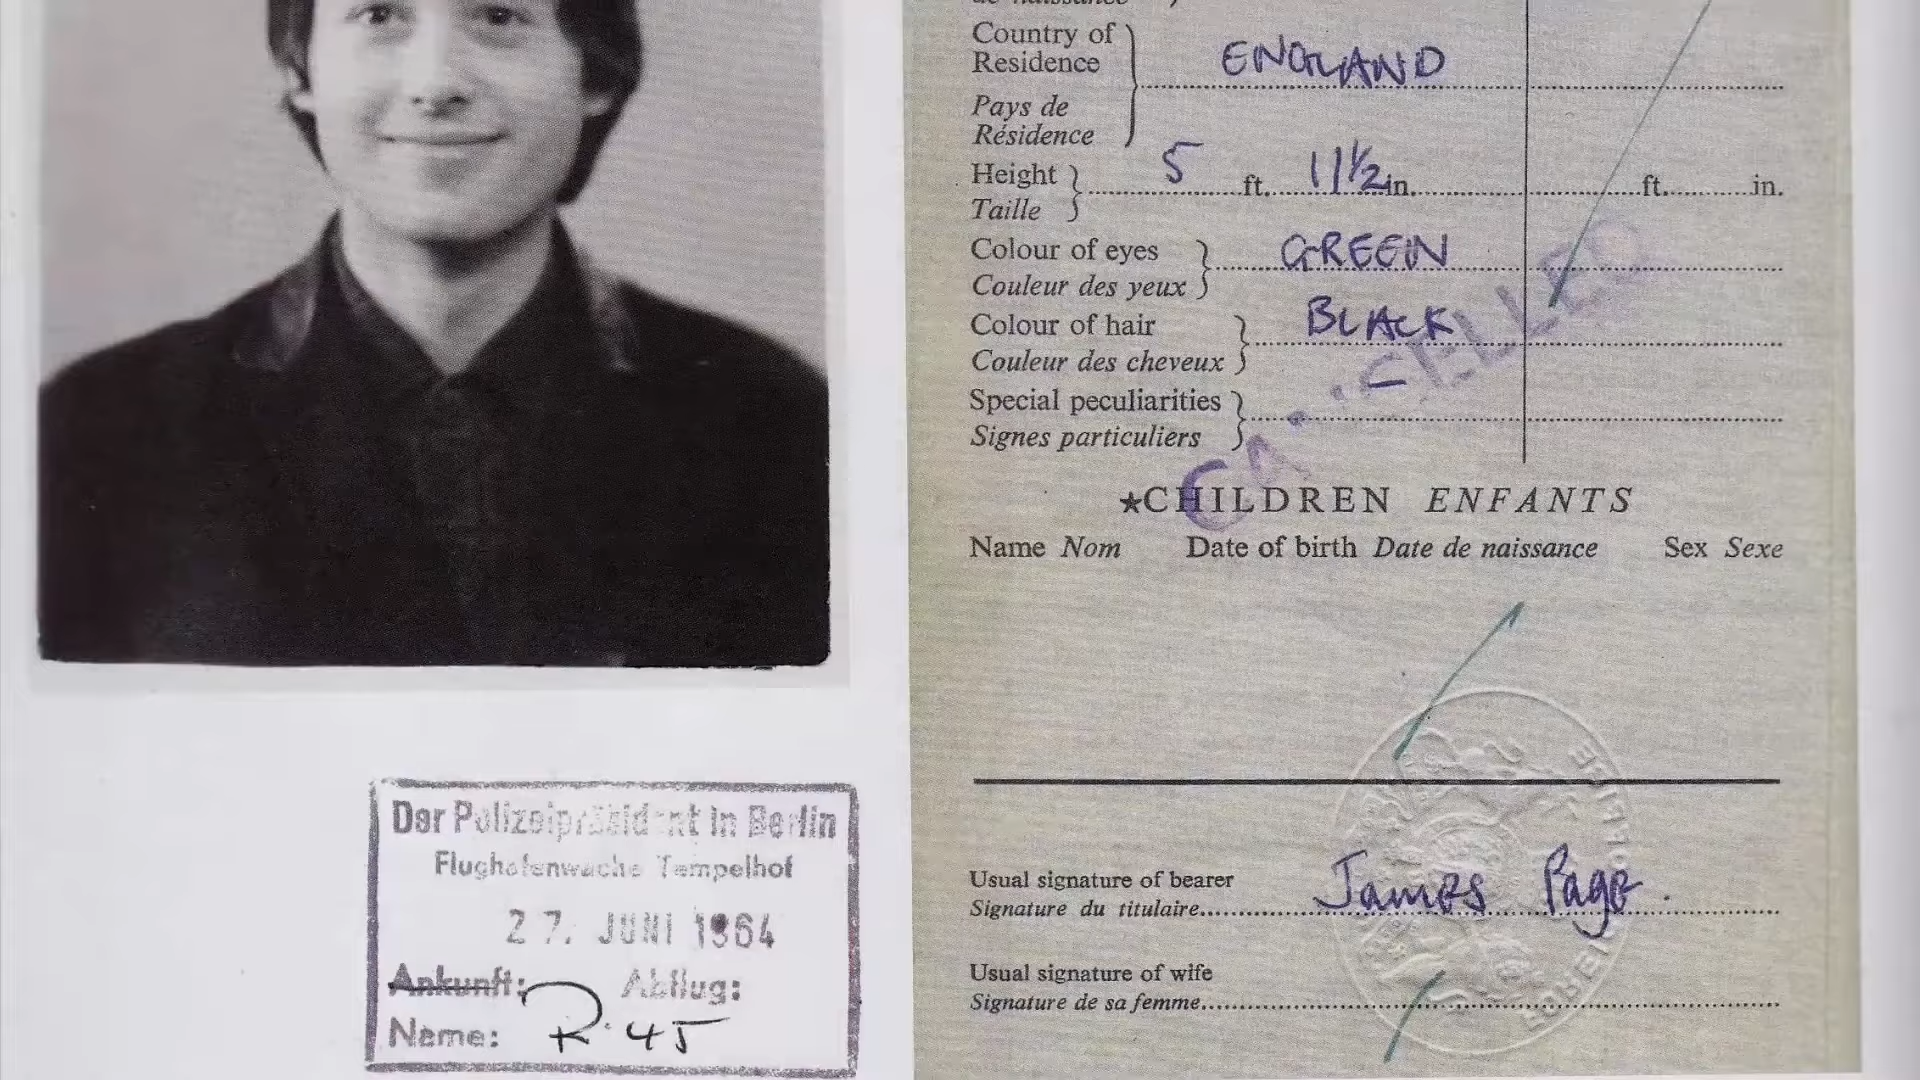 Country of
Residence
ENGLAND
Pays de
Résidence
Height 5 ft. 11½ in. ft. in.
Taille
Colour of eyes GREEN
Couleur des yeux
Colour of hair BLACK
Couleur des cheveux
Special peculiarities
Signes particuliers
★CHILDREN ENFANTS
Name Nom Date of birth Date de naissance Sex Sexe
Usual signature of bearer
Signature du titulaire James Page.
Usual signature of wife
Signature de sa femme
Der Polizeipräsident in Berlin
Flughafenwache Tempelhof
27. JUNI 1964
Ankunft: Abflug:
Name: R. 45